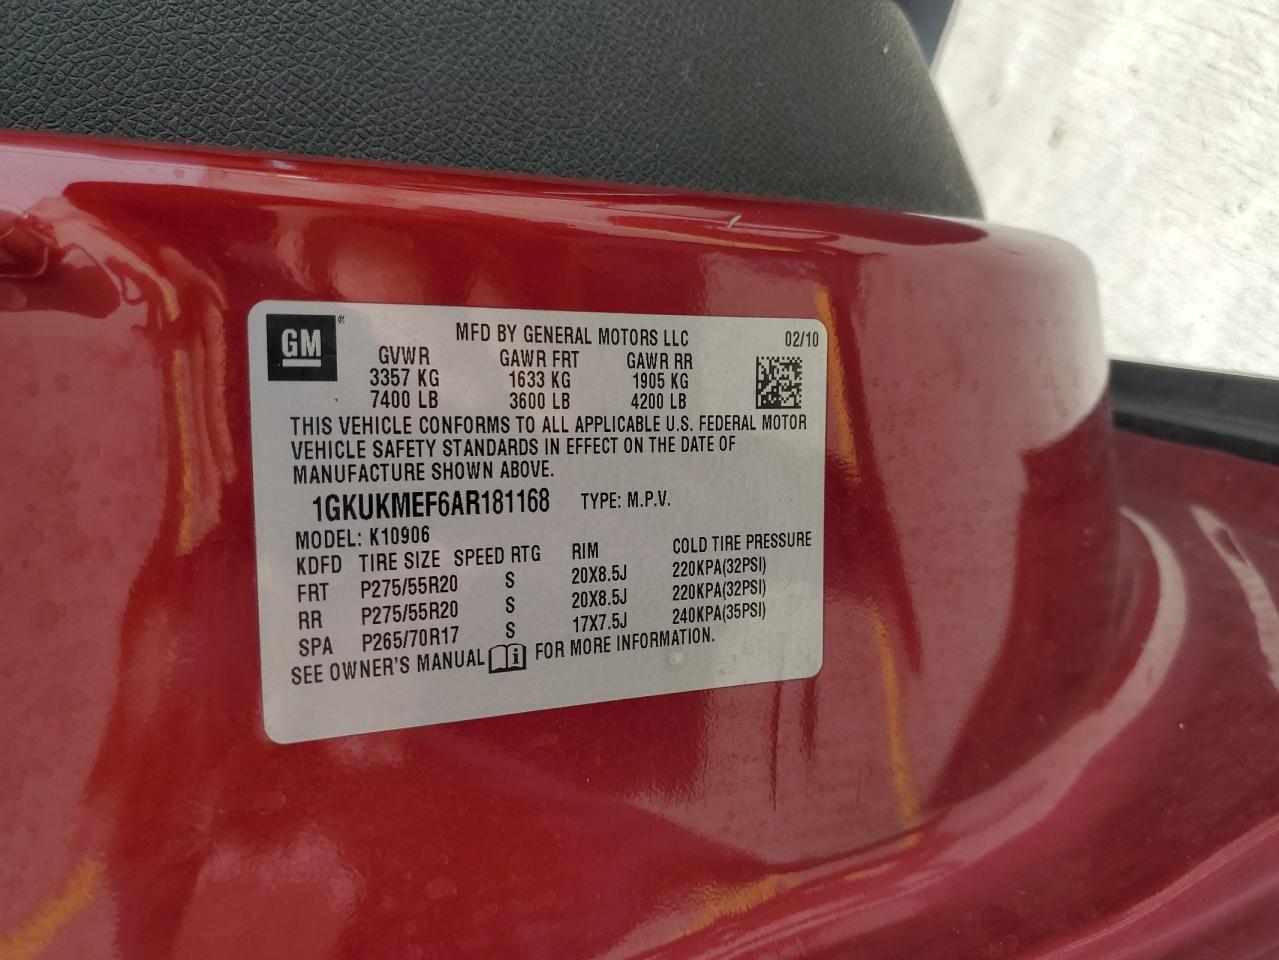 GM ®
MFD BY GENERAL MOTORS LLC 02/10
GVWR GAWR FRT GAWR RR
3357 KG 1633 KG 1905 KG
7400 LB 3600 LB 4200 LB
THIS VEHICLE CONFORMS TO ALL APPLICABLE U.S. FEDERAL MOTOR
VEHICLE SAFETY STANDARDS IN EFFECT ON THE DATE OF
MANUFACTURE SHOWN ABOVE.
1GKUKMEF6AR181168 TYPE: M.P.V.
MODEL: K10906
KDFD TIRE SIZE SPEED RTG RIM COLD TIRE PRESSURE
FRT P275/55R20 S 20X8.5J 220KPA(32PSI)
RR P275/55R20 S 20X8.5J 220KPA(32PSI)
SPA P265/70R17 S 17X7.5J 240KPA(35PSI)
SEE OWNER'S MANUAL i FOR MORE INFORMATION.